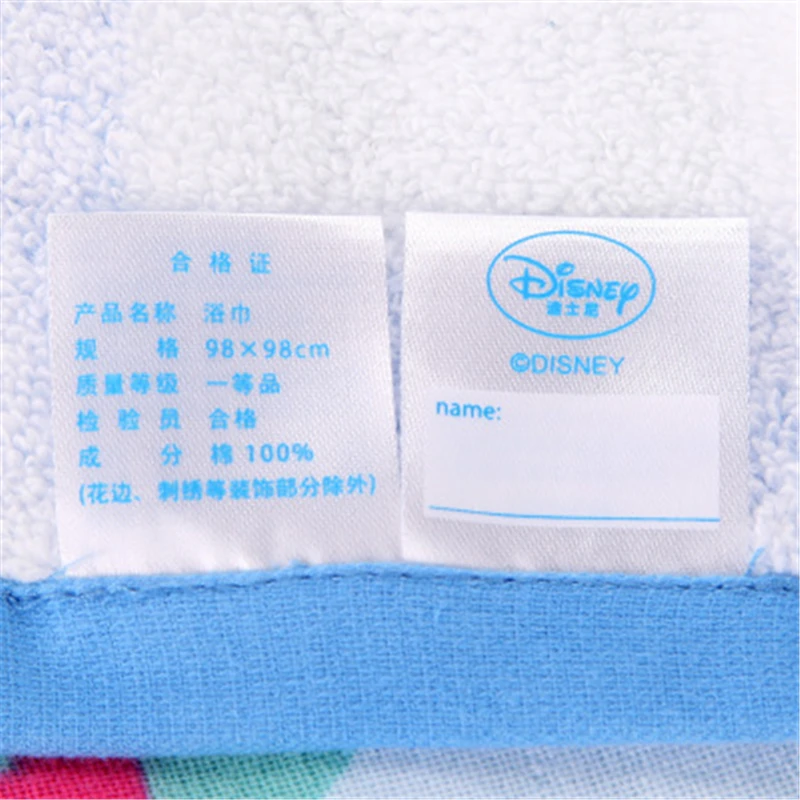 合格证
产品名称 浴巾
规 格 98×98cm
质量等级 一等品
检验员 合格
成 分 棉 100%
(花边、刺绣等装饰部分除外)
Disney
迪士尼
©DISNEY
name: